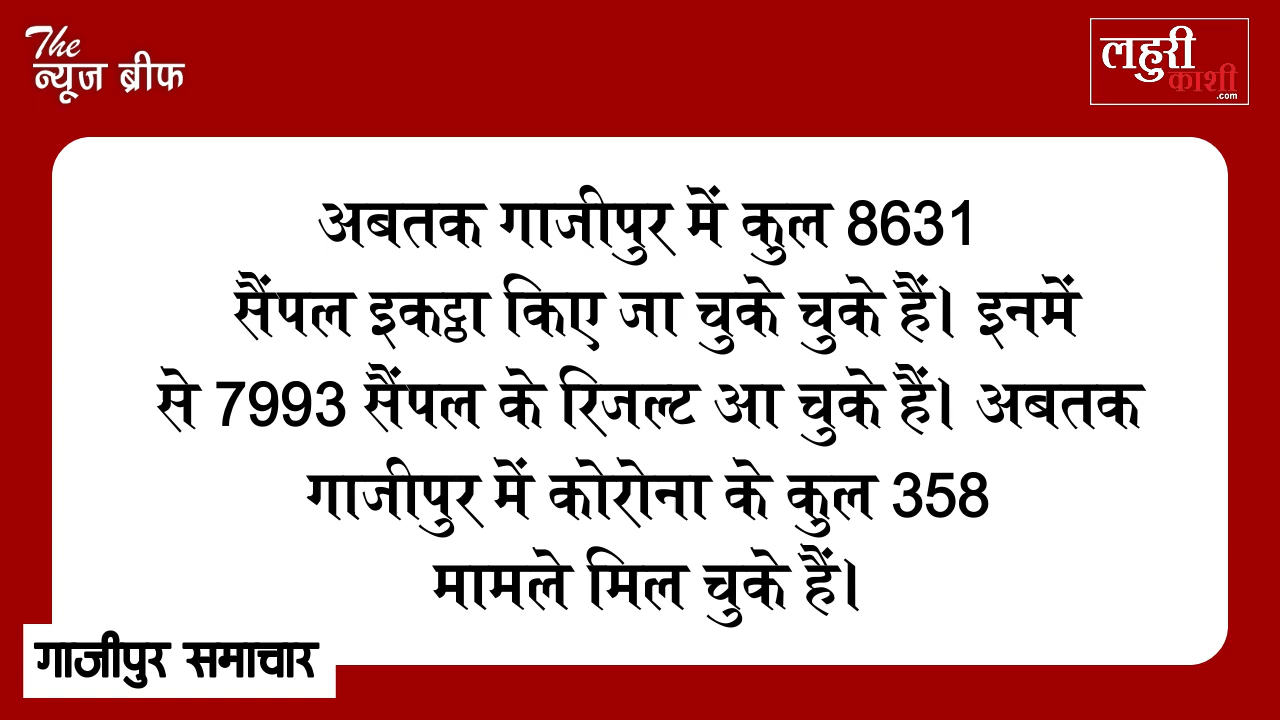 The
न्यूज ब्रीफ
लहुरी
काशी
.com
अबतक गाजीपुर में कुल 8631
सैंपल इकट्ठा किए जा चुके चुके हैं। इनमें
से 7993 सैंपल के रिजल्ट आ चुके हैं। अबतक
गाजीपुर में कोरोना के कुल 358
मामले मिल चुके हैं।
गाजीपुर समाचार